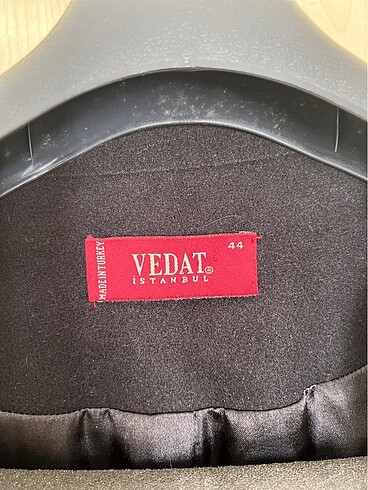 44
MADE IN TURKEY
VEDAT
İSTANBUL